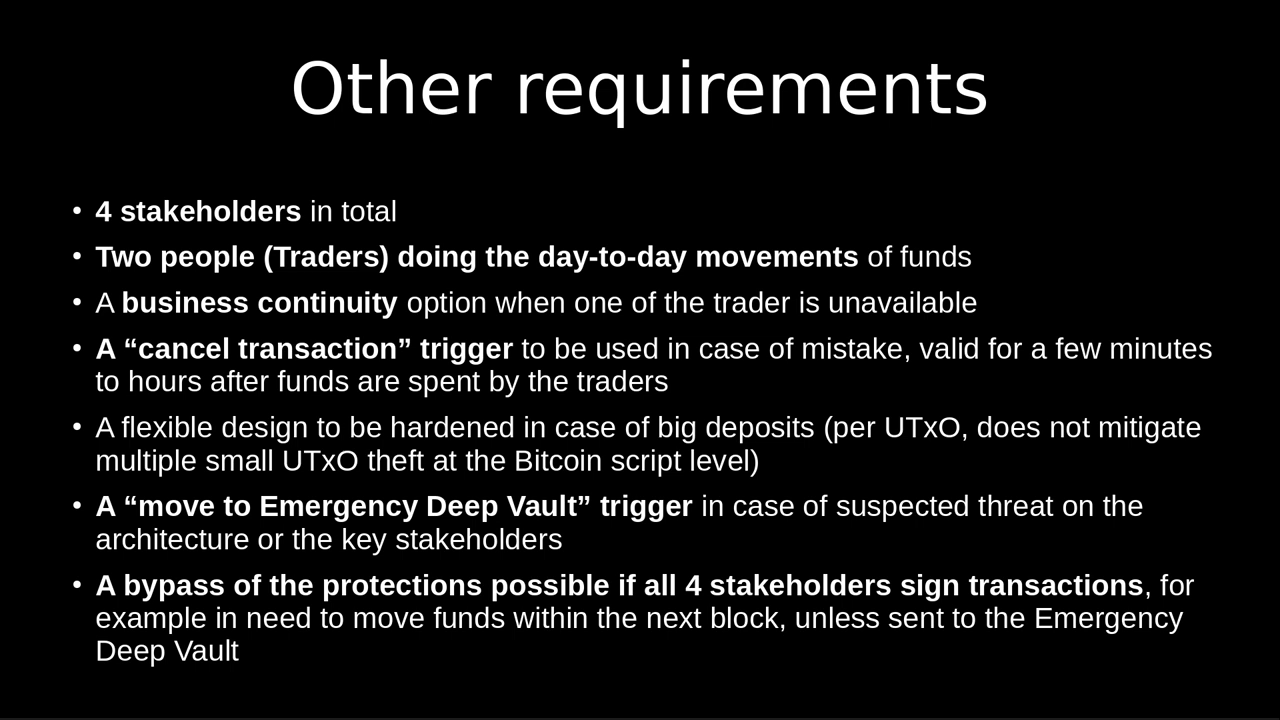 Other requirements
• 4 stakeholders in total
• Two people (Traders) doing the day-to-day movements of funds
• A business continuity option when one of the trader is unavailable
• A “cancel transaction” trigger to be used in case of mistake, valid for a few minutes
to hours after funds are spent by the traders
• A flexible design to be hardened in case of big deposits (per UTxO, does not mitigate
multiple small UTxO theft at the Bitcoin script level)
• A “move to Emergency Deep Vault” trigger in case of suspected threat on the
architecture or the key stakeholders
• A bypass of the protections possible if all 4 stakeholders sign transactions, for
example in need to move funds within the next block, unless sent to the Emergency
Deep Vault